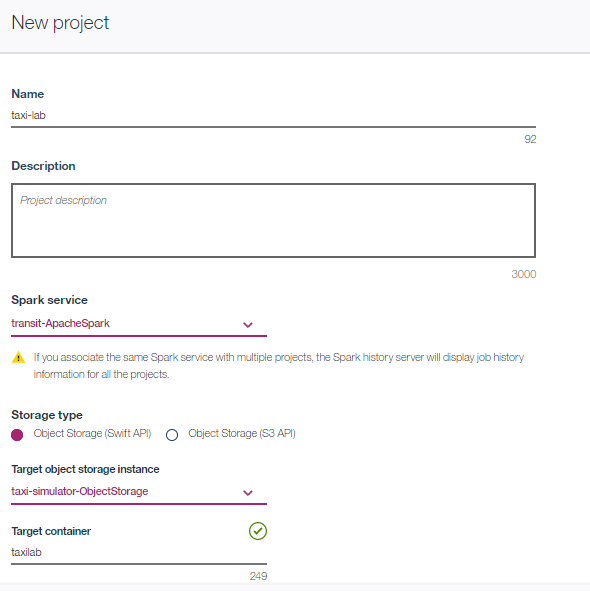 New project
Name
taxi-lab
92
Description
Project description
3000
Spark service
transit-ApacheSpark
If you associate the same Spark service with multiple projects, the Spark history server will display job history
information for all the projects.
Storage type
Object Storage (Swift API) Object Storage (S3 API)
Target object storage instance
taxi-simulator-ObjectStorage
Target container
taxilab
249